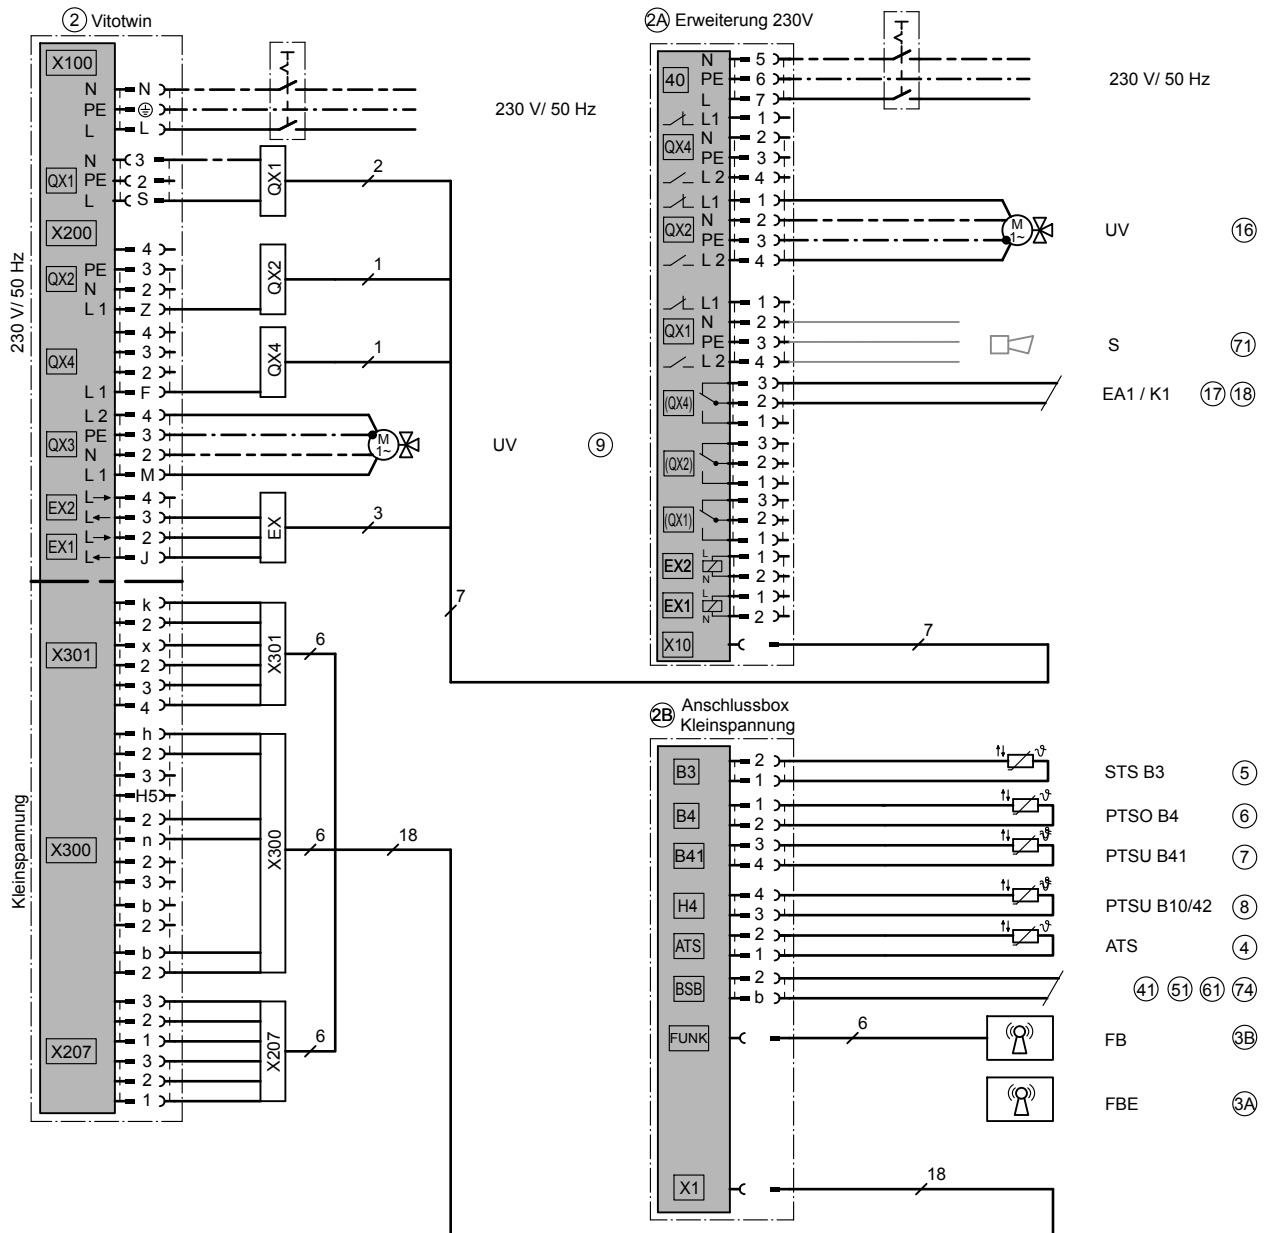 2 Vitotwin
X100
N N
PE
L L
230 V/ 50 Hz
N 3
QX1 PE 2
L S
QX1
2
X200
230 V/ 50 Hz
4
QX2 PE 3
N 2
L 1 Z
QX2
1
4
3
QX4 2
L 1 F
QX4
1
L 2 4
QX3 PE 3
N 2
L 1 M
M
1~
UV 9
EX2 L 4
L 3
EX1 L 2
L J
EX
3
7
Kleinspannung
k
2
X301 x
2
3
4
X301
6
h
2
3
H5
2
X300 n
2
3
b
2
b
2
X300
6
18
3
2
X207 1
3
2
1
X207
6
2A Erweiterung 230V
N 5
40 PE 6
L 7
230 V/ 50 Hz
L1 1
QX4 N 2
PE 3
L 2 4
L1 1
QX2 N 2
PE 3
L 2 4
M
1~
UV 16
L1 1
QX1 N 2
PE 3
L 2 4
S 71
3
(QX4) 2
1
EA1 / K1 17 18
3
(QX2) 2
1
3
(QX1) 2
1
EX2 L 1
N 2
EX1 L 1
N 2
X10
7
2B Anschlussbox
Kleinspannung
B3 2
1
ϑ
STS B3 5
B4 1
2
ϑ
PTSO B4 6
B41 3
4
ϑ
PTSU B41 7
H4 4
3
ϑ
PTSU B10/42 8
ATS 2
1
ϑ
ATS 4
BSB 2
b
41 51 61 74
FUNK
6
FB 3B
FBE 3A
X1
18